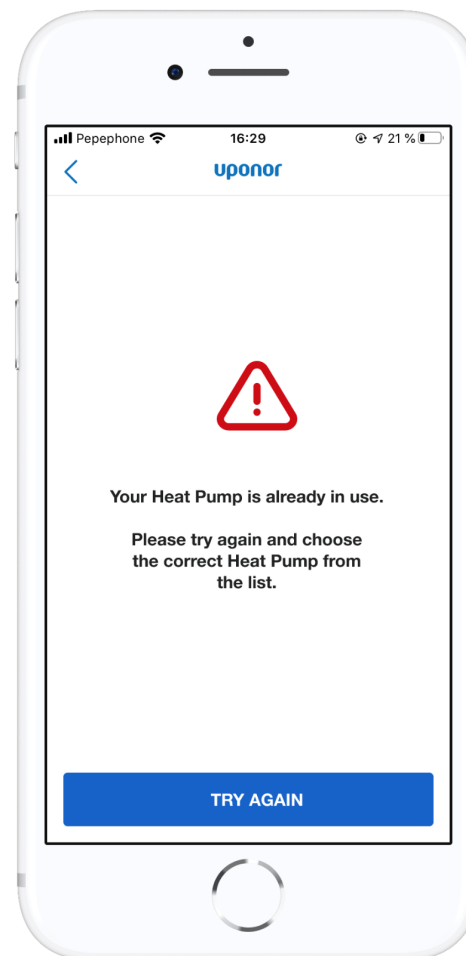 Pepephone 16:29 21 %
uponor
Your Heat Pump is already in use.
Please try again and choose
the correct Heat Pump from
the list.
TRY AGAIN